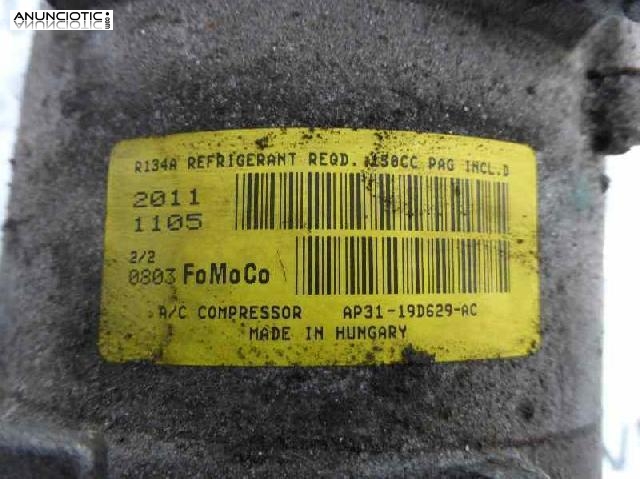 ANUNCIOTIC
.com
R134A REFRIGERANT REQD. 150CC PAG INCL.D
2011
1105
2/2
0803 FoMoCo
A/C COMPRESSOR AP31-19D629-AC
MADE IN HUNGARY